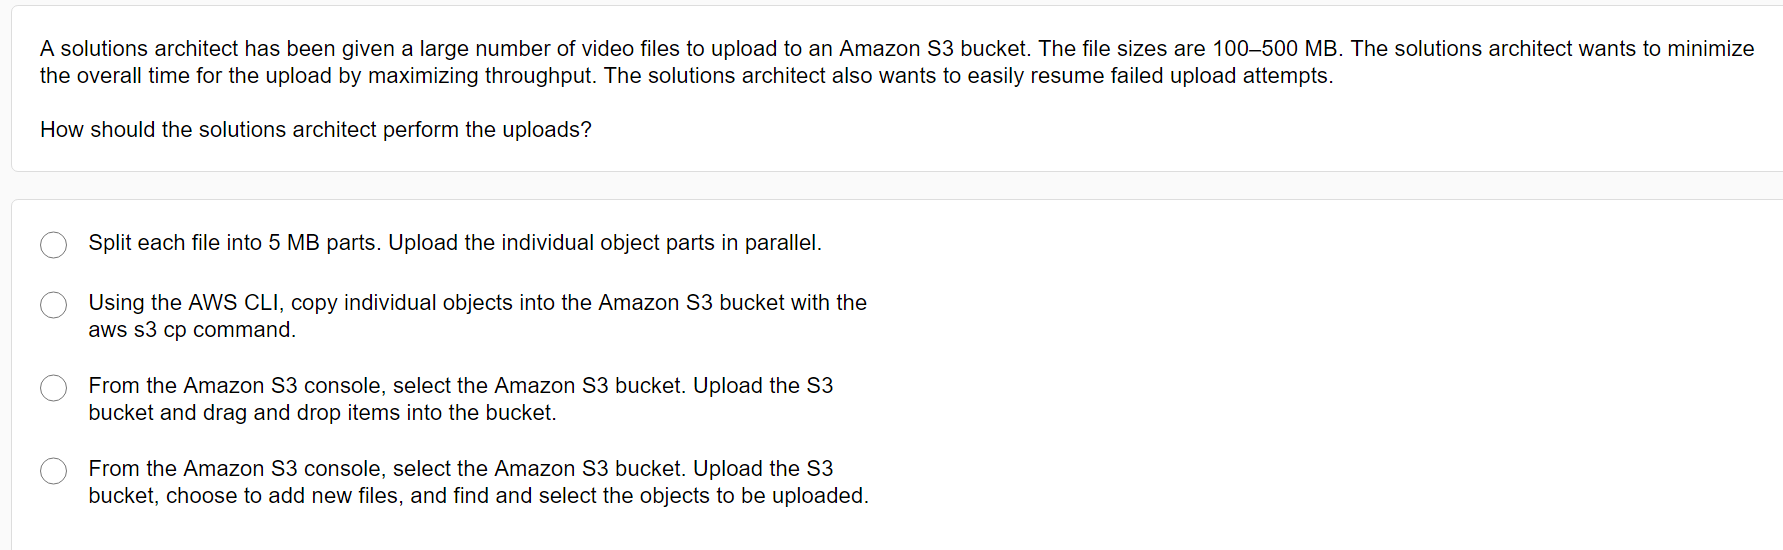 A solutions architect has been given a large number of video files to upload to an Amazon S3 bucket. The file sizes are 100–500 MB. The solutions architect wants to minimize
the overall time for the upload by maximizing throughput. The solutions architect also wants to easily resume failed upload attempts.
How should the solutions architect perform the uploads?
Split each file into 5 MB parts. Upload the individual object parts in parallel.
Using the AWS CLI, copy individual objects into the Amazon S3 bucket with the
aws s3 cp command.
From the Amazon S3 console, select the Amazon S3 bucket. Upload the S3
bucket and drag and drop items into the bucket.
From the Amazon S3 console, select the Amazon S3 bucket. Upload the S3
bucket, choose to add new files, and find and select the objects to be uploaded.